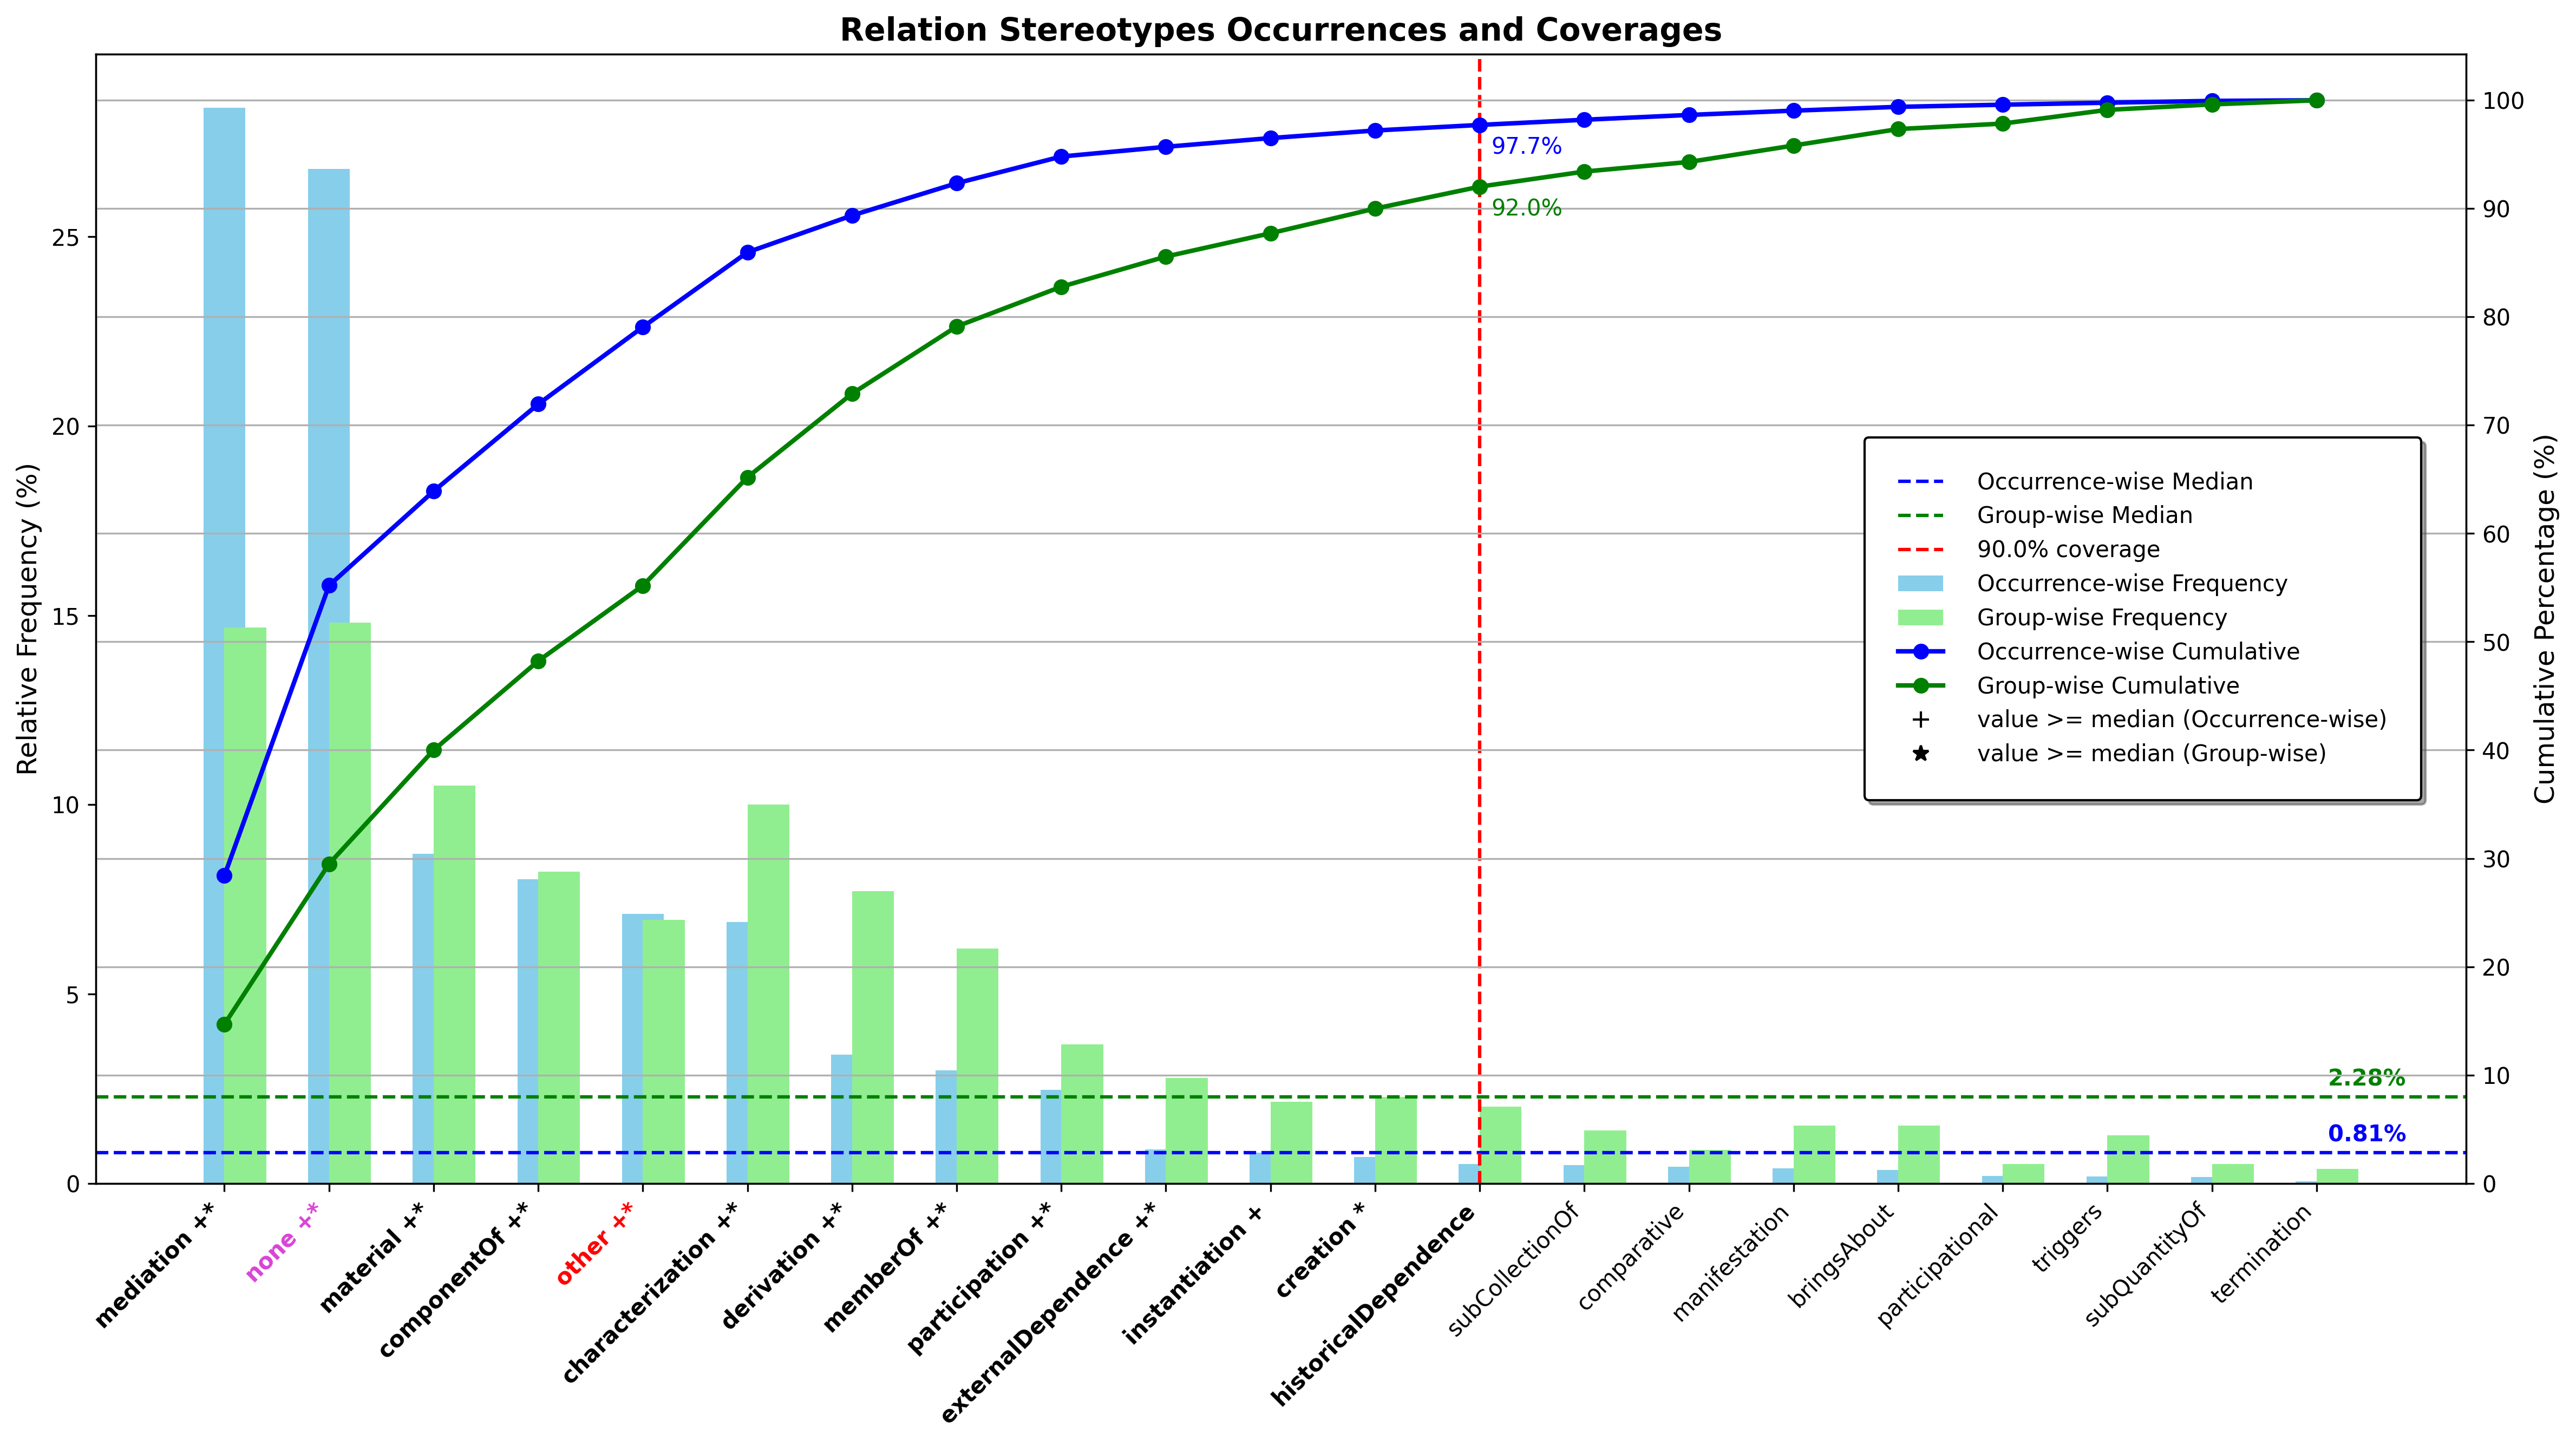 Relation Stereotypes Occurrences and Coverages
Relative Frequency (%)
25
20
15
10
5
0
100
90
80
70
60
50
40
30
20
10
0
Cumulative Percentage (%)
97.7%
92.0%
2.28%
0.81%
Occurrence-wise Median
Group-wise Median
90.0% coverage
Occurrence-wise Frequency
Group-wise Frequency
Occurrence-wise Cumulative
Group-wise Cumulative
value >= median (Occurrence-wise)
value >= median (Group-wise)
mediation +*
none +*
material +*
componentOf +*
other +*
characterization +*
derivation +*
memberOf +*
participation +*
externalDependence +*
instantiation +
creation *
historicalDependence
subCollectionOf
comparative
manifestation
bringsAbout
participational
triggers
subQuantityOf
termination